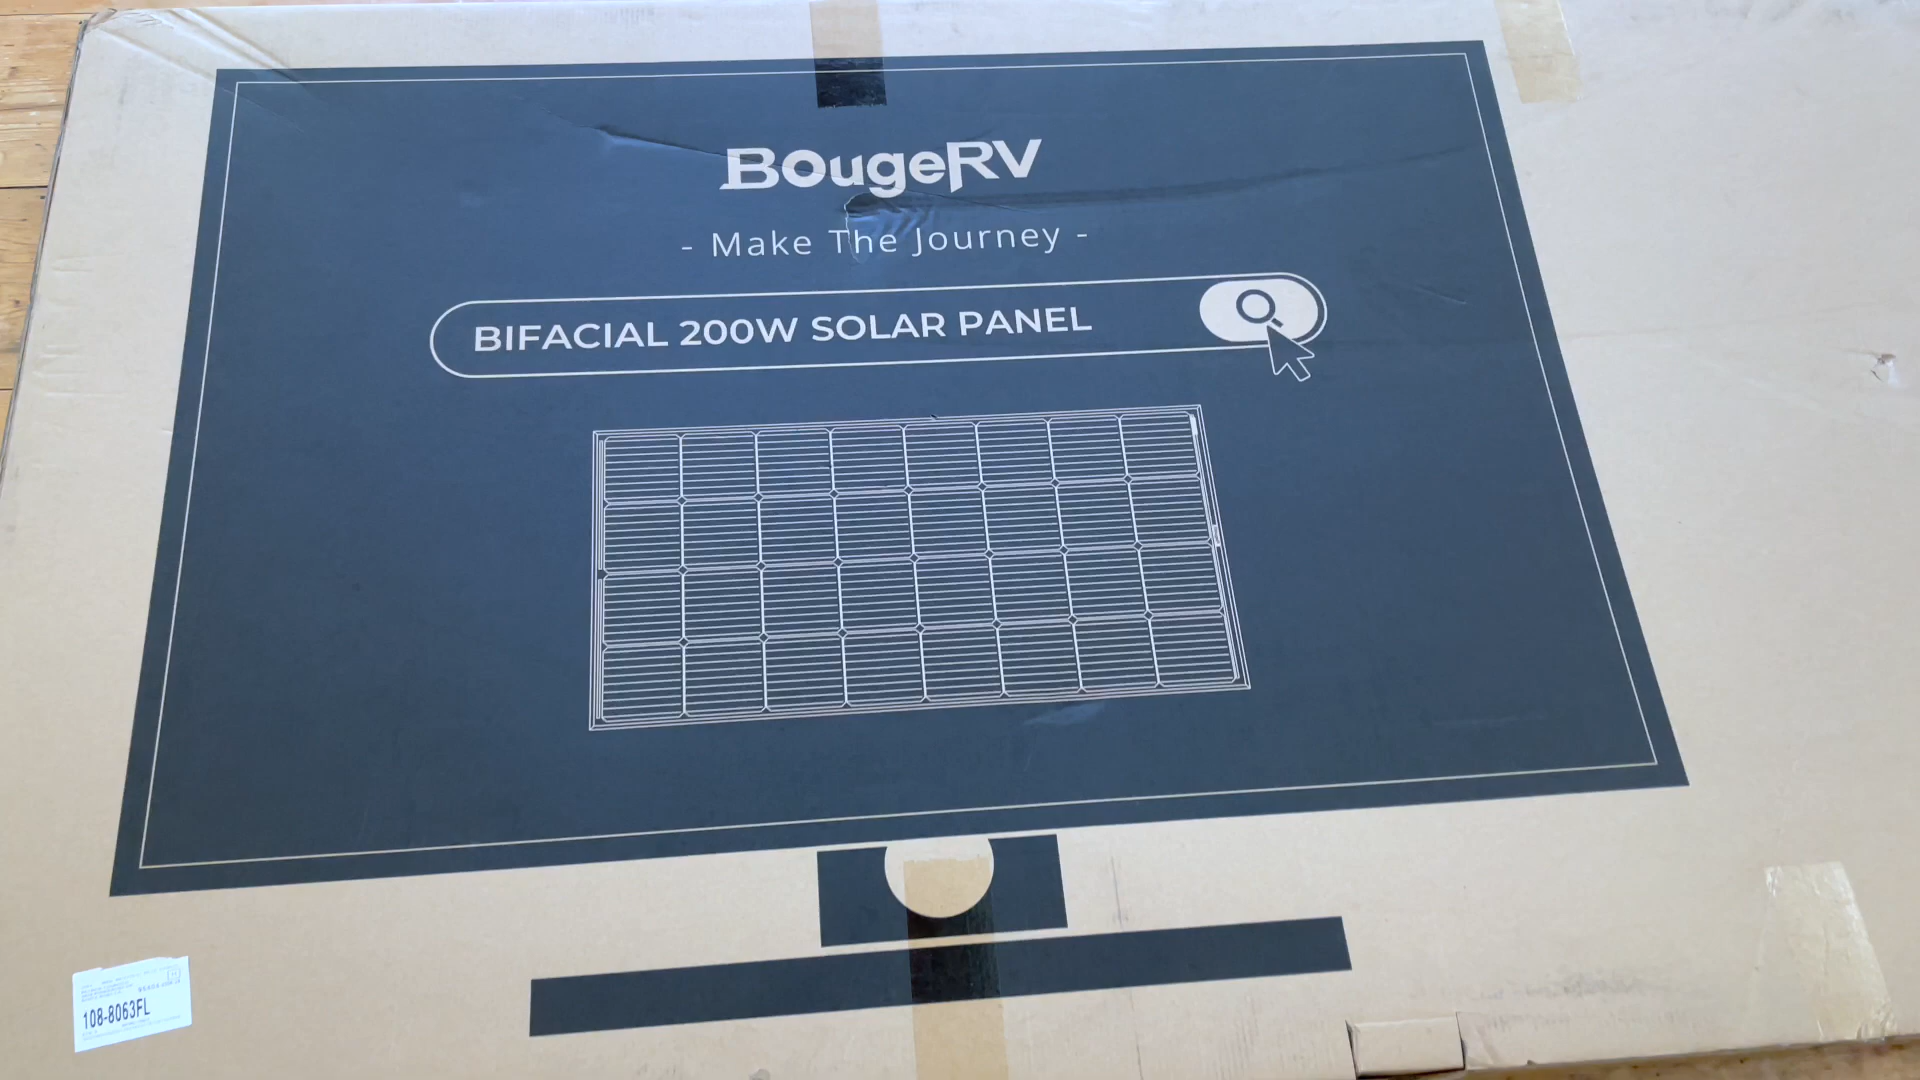 BougeRV
- Make The Journey -
BIFACIAL 200W SOLAR PANEL
108-8063FL